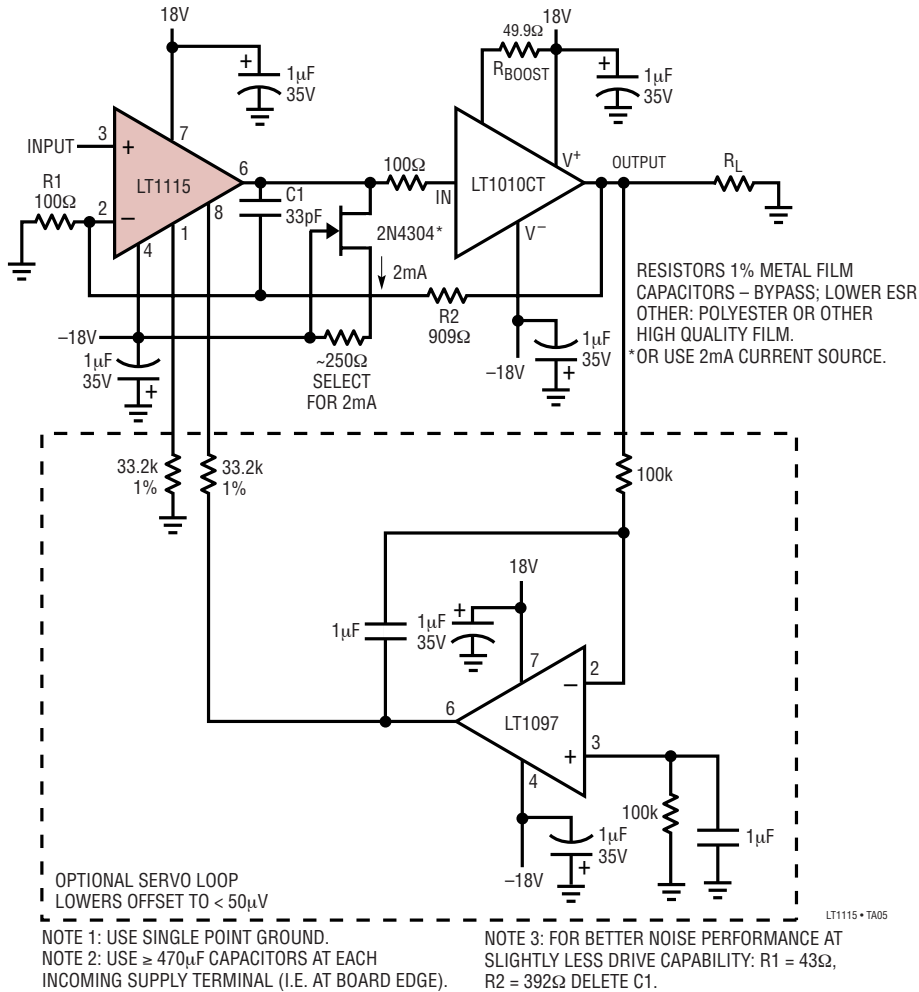 18V
+
1µF
35V
49.9Ω
RBOOST
18V
+
1µF
35V
INPUT
3
+
7
6
LT1115
R1
100Ω
2
–
8
4
1
C1
33pF
100Ω
IN
LT1010CT
V+
V–
OUTPUT
RL
2N4304*
2mA
R2
909Ω
–18V
1µF
35V
+
~250Ω
SELECT
FOR 2mA
–18V
1µF
35V
+
RESISTORS 1% METAL FILM
CAPACITORS – BYPASS; LOWER ESR
OTHER: POLYESTER OR OTHER
HIGH QUALITY FILM.
*OR USE 2mA CURRENT SOURCE.
33.2k
1%
33.2k
1%
100k
18V
1µF
1µF
35V
+
7
2
–
6
LT1097
3
+
4
100k
1µF
1µF
35V
+
–18V
OPTIONAL SERVO LOOP
LOWERS OFFSET TO < 50µV
LT1115 • TA05
NOTE 1: USE SINGLE POINT GROUND.
NOTE 2: USE ≥ 470µF CAPACITORS AT EACH
INCOMING SUPPLY TERMINAL (I.E. AT BOARD EDGE).
NOTE 3: FOR BETTER NOISE PERFORMANCE AT
SLIGHTLY LESS DRIVE CAPABILITY: R1 = 43Ω,
R2 = 392Ω DELETE C1.